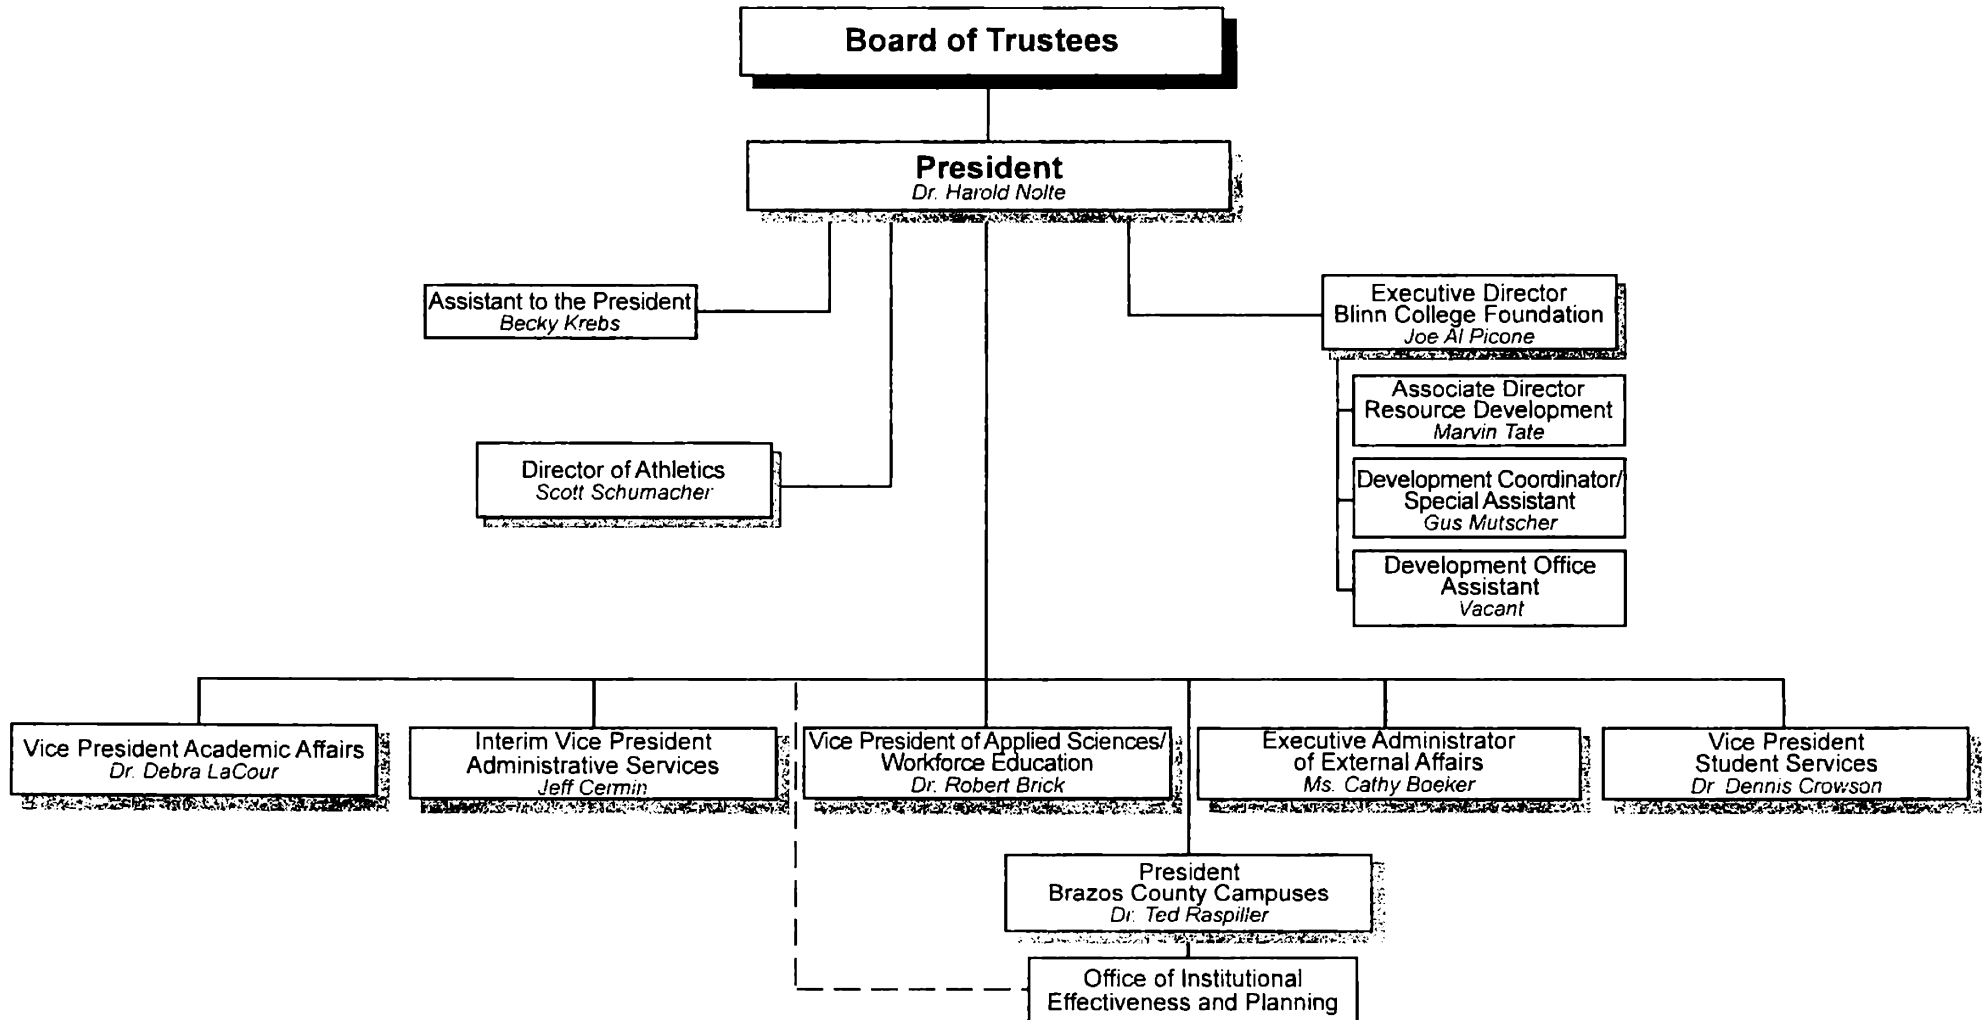 Board of Trustees
President
Dr. Harold Nolte
Assistant to the President
Becky Krebs
Executive Director
Blinn College Foundation
Joe Al Picone
Associate Director
Resource Development
Marvin Tate
Director of Athletics
Scott Schumacher
Development Coordinator/
Special Assistant
Gus Mutscher
Development Office
Assistant
Vacant
Vice President Academic Affairs
Dr. Debra LaCour
Interim Vice President
Administrative Services
Jeff Cermin
Vice President of Applied Sciences/
Workforce Education
Dr. Robert Brick
Executive Administrator
of External Affairs
Ms. Cathy Boeker
Vice President
Student Services
Dr. Dennis Crowson
President
Brazos County Campuses
Dr. Ted Raspiller
Office of Institutional
Effectiveness and Planning